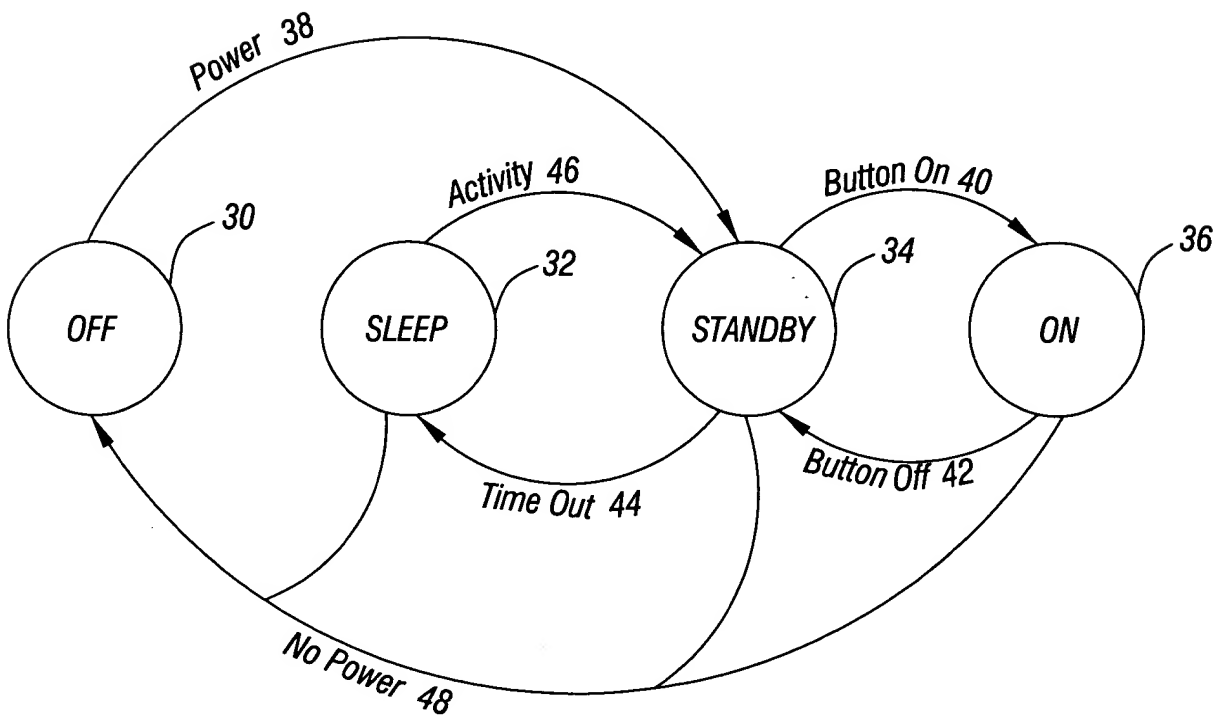 Power 38
Activity 46
Button On 40
30
32
34
36
OFF
SLEEP
STANDBY
ON
Button Off 42
Time Out 44
No Power 48